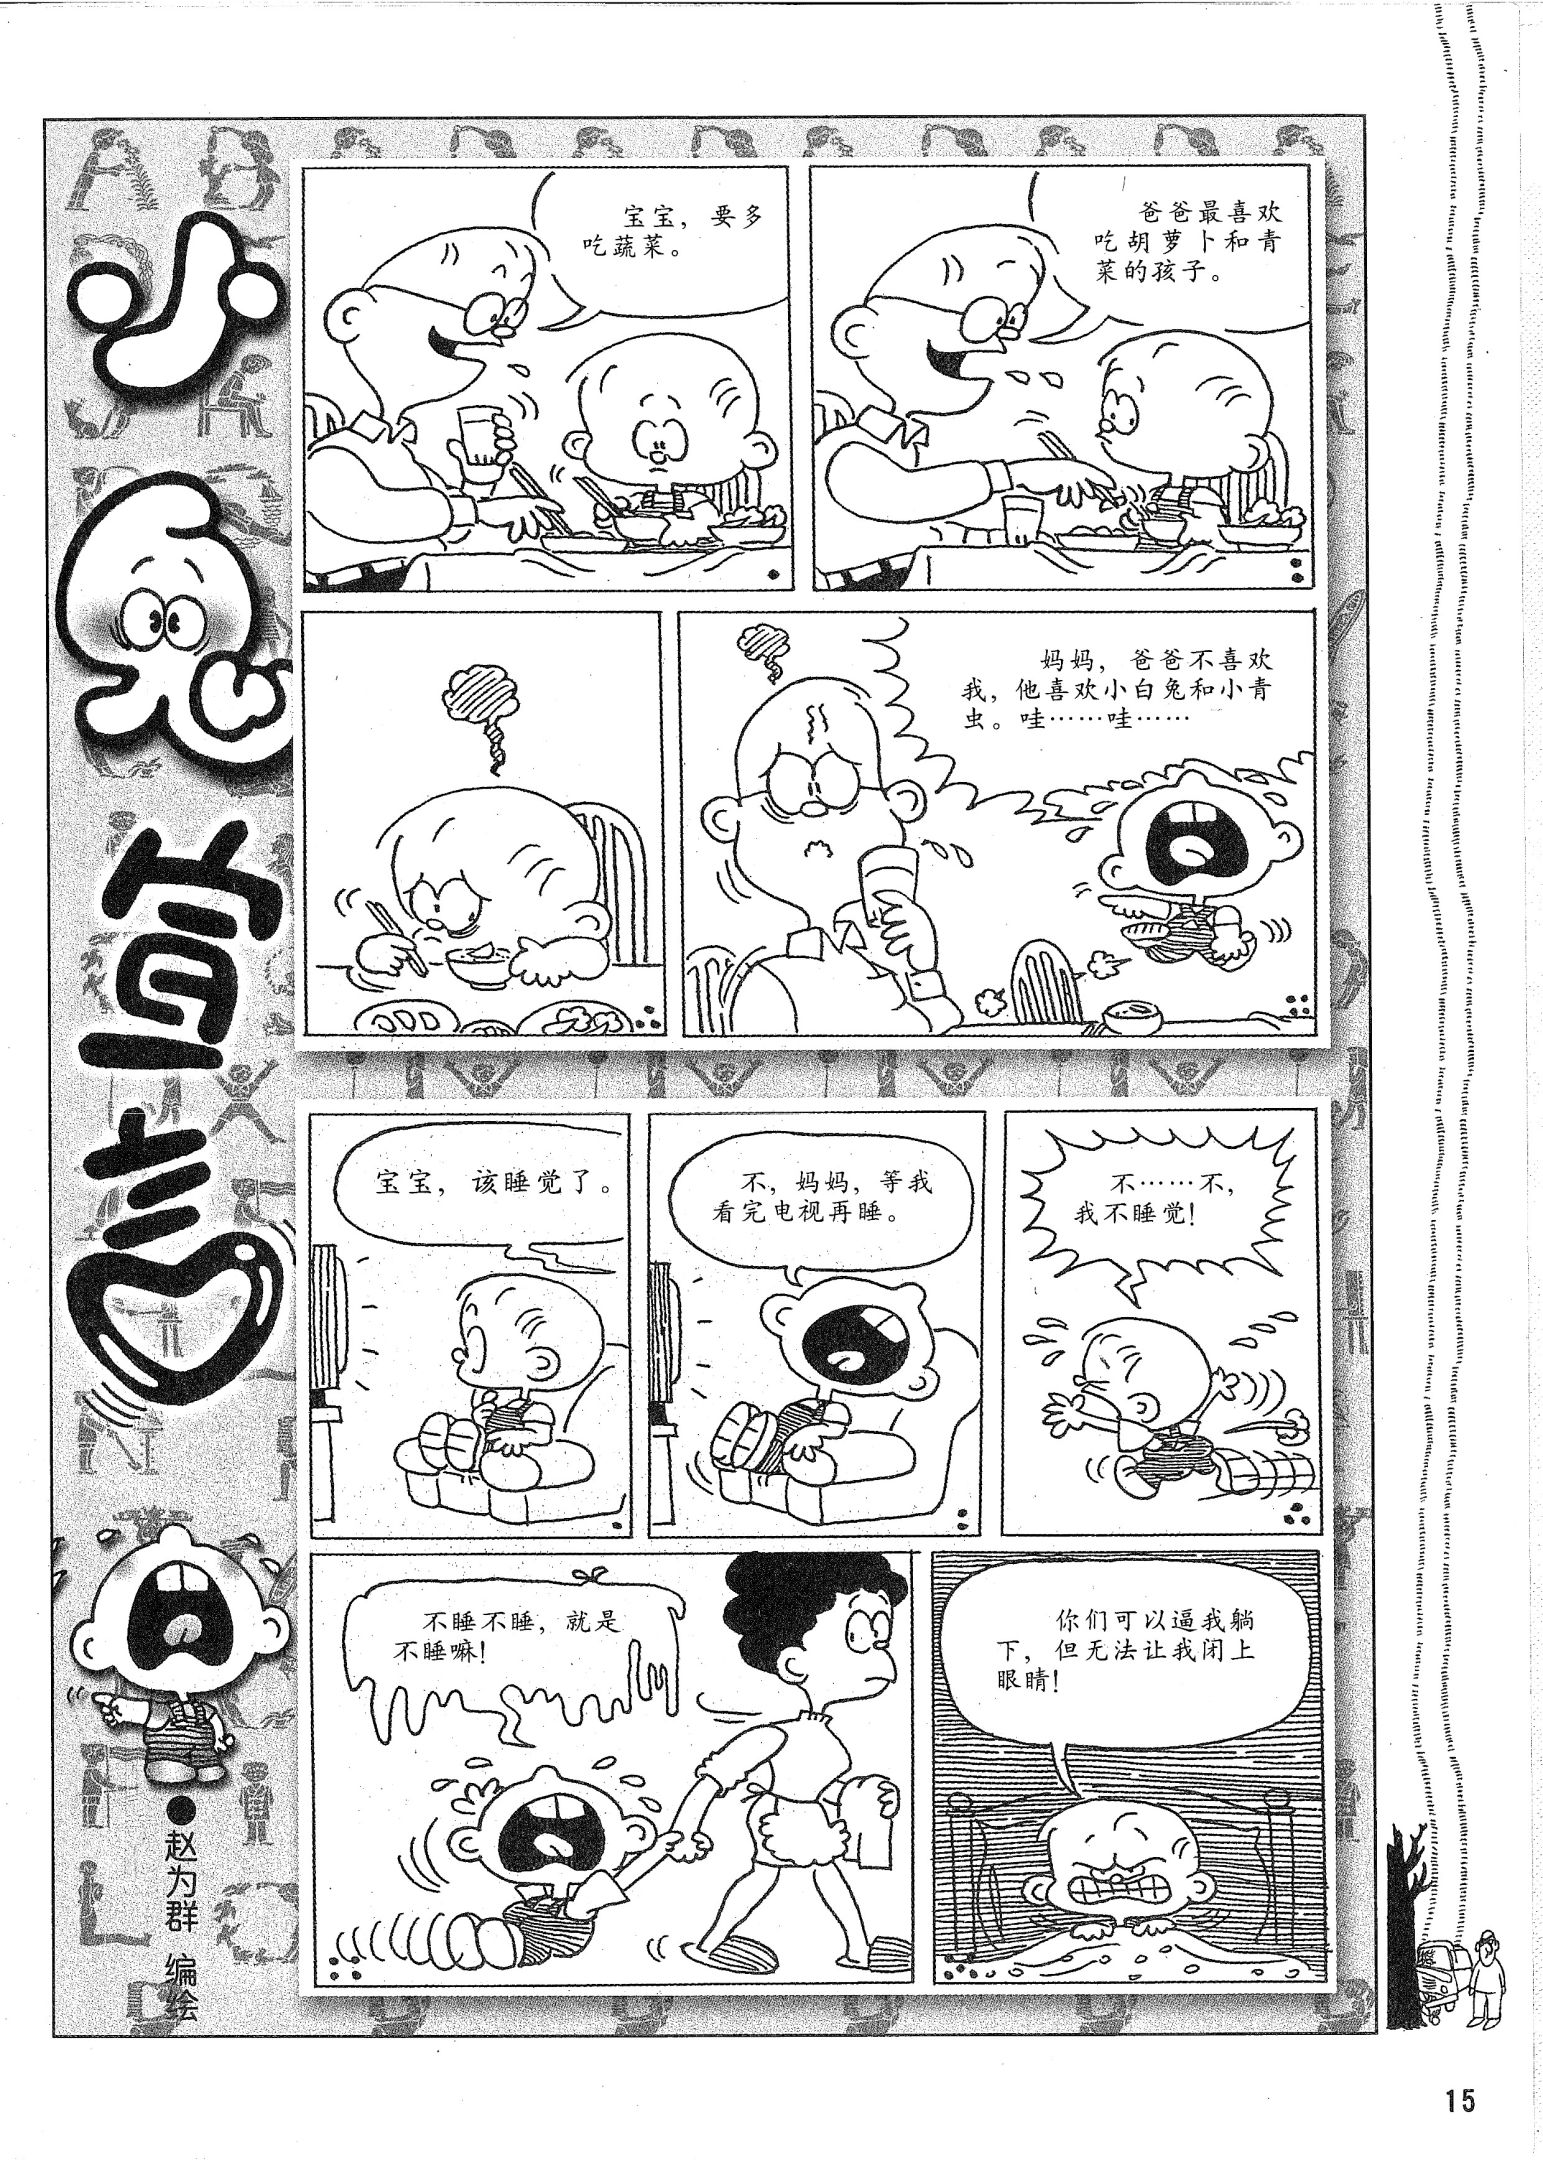 小儿宣言
●赵为群 编绘
宝宝，要多
吃蔬菜。
爸爸最喜欢
吃胡萝卜和青
菜的孩子。
妈妈，爸爸不喜欢
我，他喜欢小白兔和小青
虫。哇……哇……
宝宝，该睡觉了。
不，妈妈，等我
看完电视再睡。
不……不，
我不睡觉！
不睡不睡，就是
不睡嘛！
你们可以逼我躺
下，但无法让我闭上
眼睛！
15